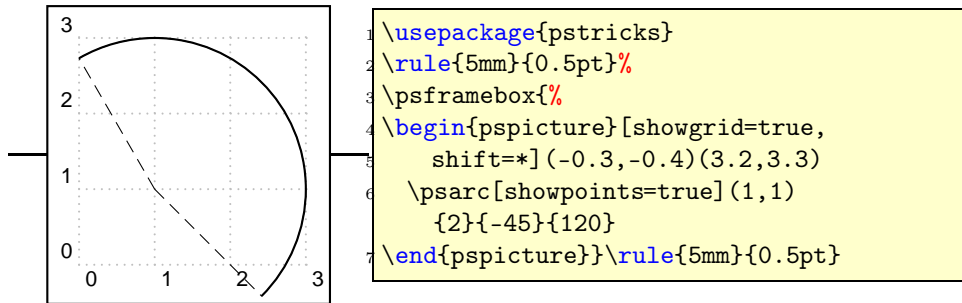 3
2
1
0
0 1 2 3
1 \usepackage{pstricks}
2 \rule{5mm}{0.5pt}%
3 \psframebox{%
4 \begin{pspicture}[showgrid=true,
5 shift=*](-0.3,-0.4)(3.2,3.3)
6 \psarc[showpoints=true](1,1)
{2}{-45}{120}
7 \end{pspicture}}\rule{5mm}{0.5pt}